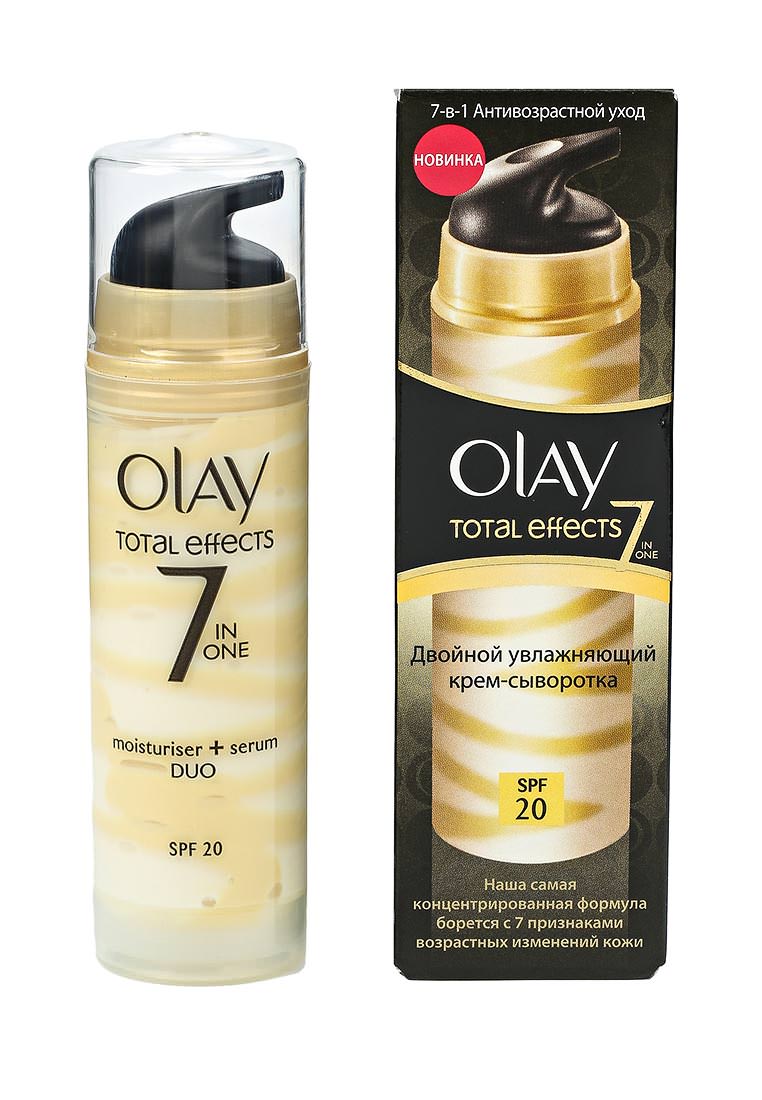 OLAY
TOTAL effects
7
IN
ONE
moisturiser + serum
DUO
SPF 20
7-в-1 Антивозрастной уход
НОВИНКА
OLAY
TOTAL effects 7
IN
ONE
Двойной увлажняющий
крем-сыворотка
SPF
20
Наша самая
концентрированная формула
борется с 7 признаками
возрастных изменений кожи